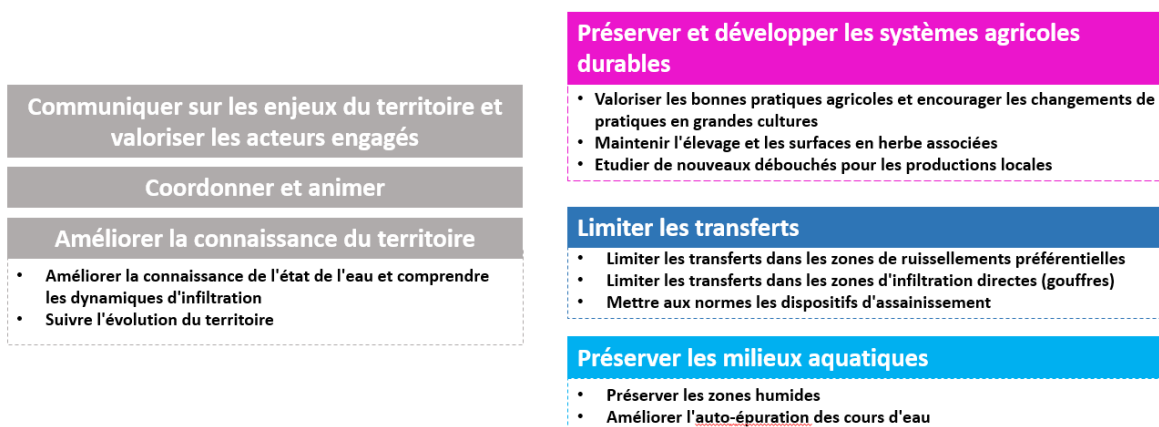 Communiquer sur les enjeux du territoire et
valoriser les acteurs engagés
Coordonner et animer
Améliorer la connaissance du territoire
• Améliorer la connaissance de l'état de l'eau et comprendre
les dynamiques d'infiltration
• Suivre l'évolution du territoire
Préserver et développer les systèmes agricoles
durables
• Valoriser les bonnes pratiques agricoles et encourager les changements de
pratiques en grandes cultures
• Maintenir l'élevage et les surfaces en herbe associées
• Etudier de nouveaux débouchés pour les productions locales
Limiter les transferts
• Limiter les transferts dans les zones de ruissellements préférentielles
• Limiter les transferts dans les zones d'infiltration directes (gouffres)
• Mettre aux normes les dispositifs d'assainissement
Préserver les milieux aquatiques
• Préserver les zones humides
• Améliorer l'auto-épuration des cours d'eau